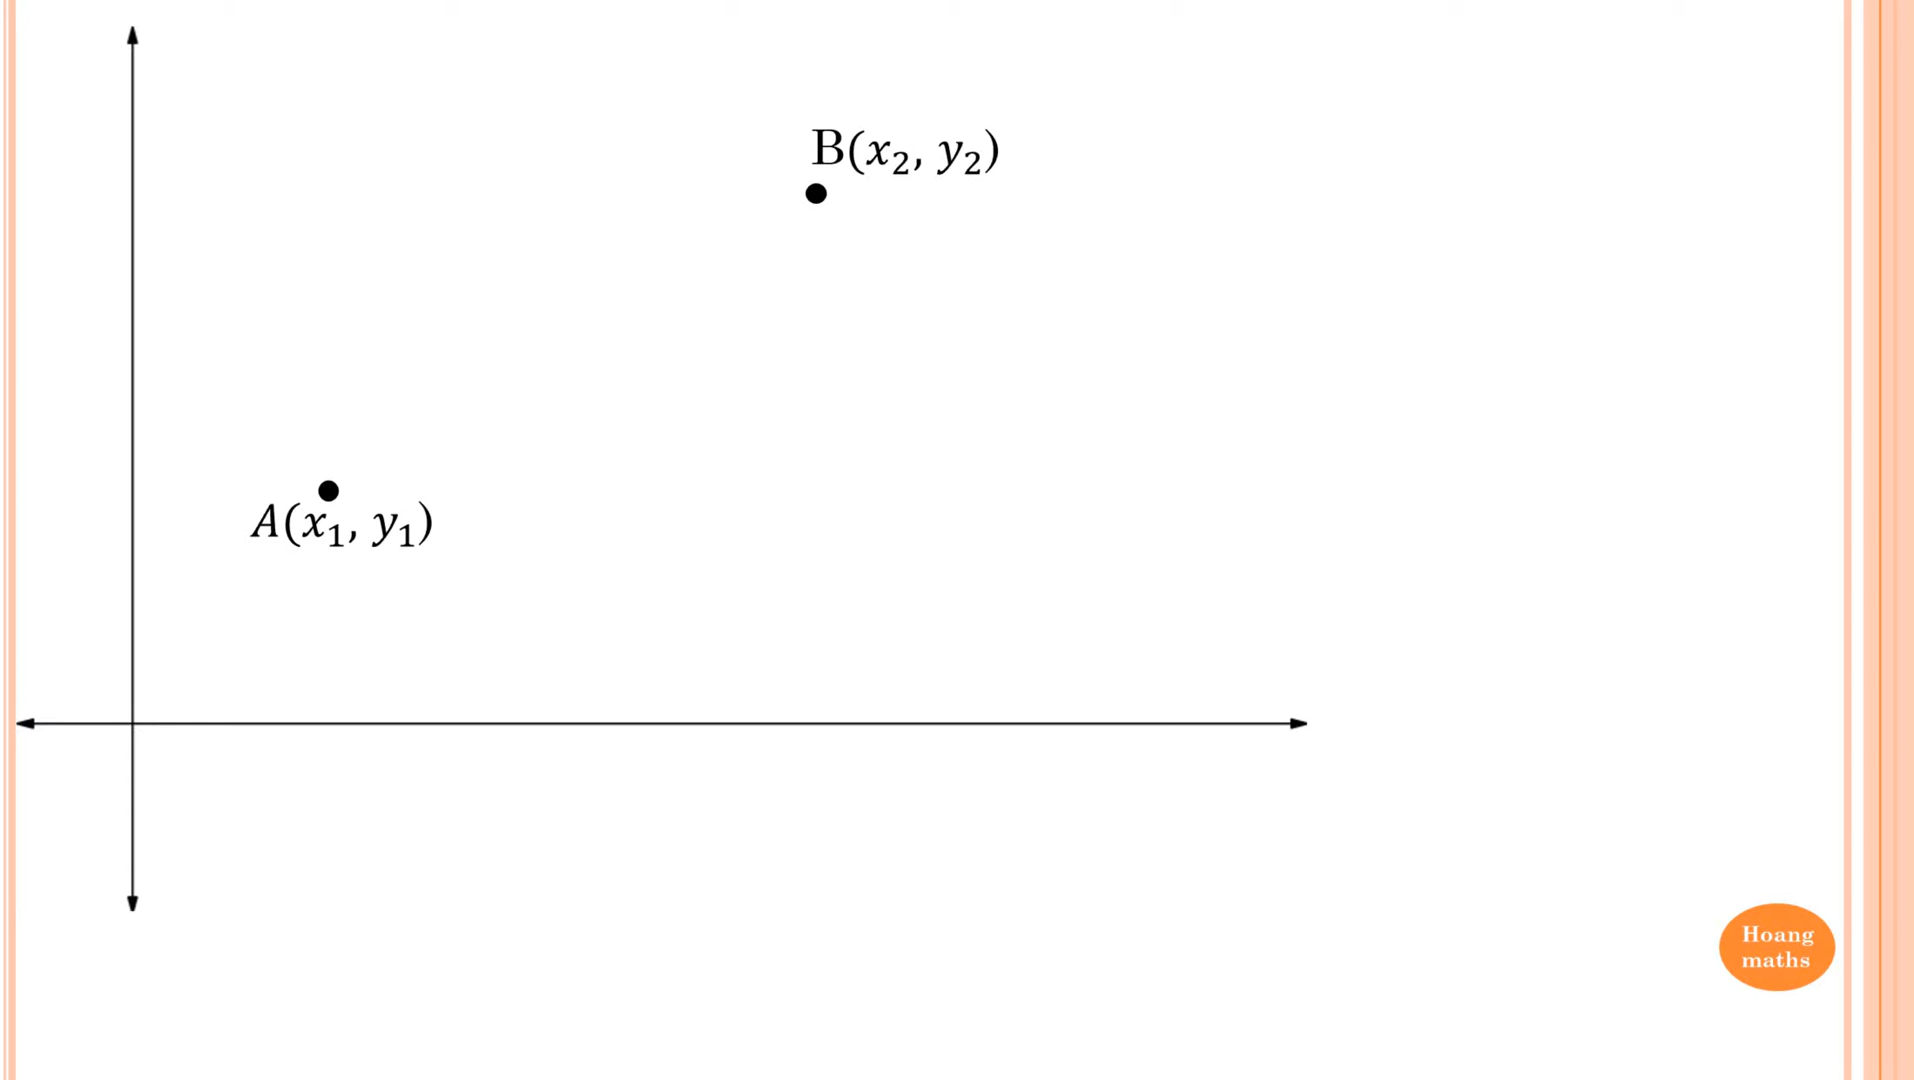 B(x₂, y₂)
A(x₁, y₁)
Hoang
maths